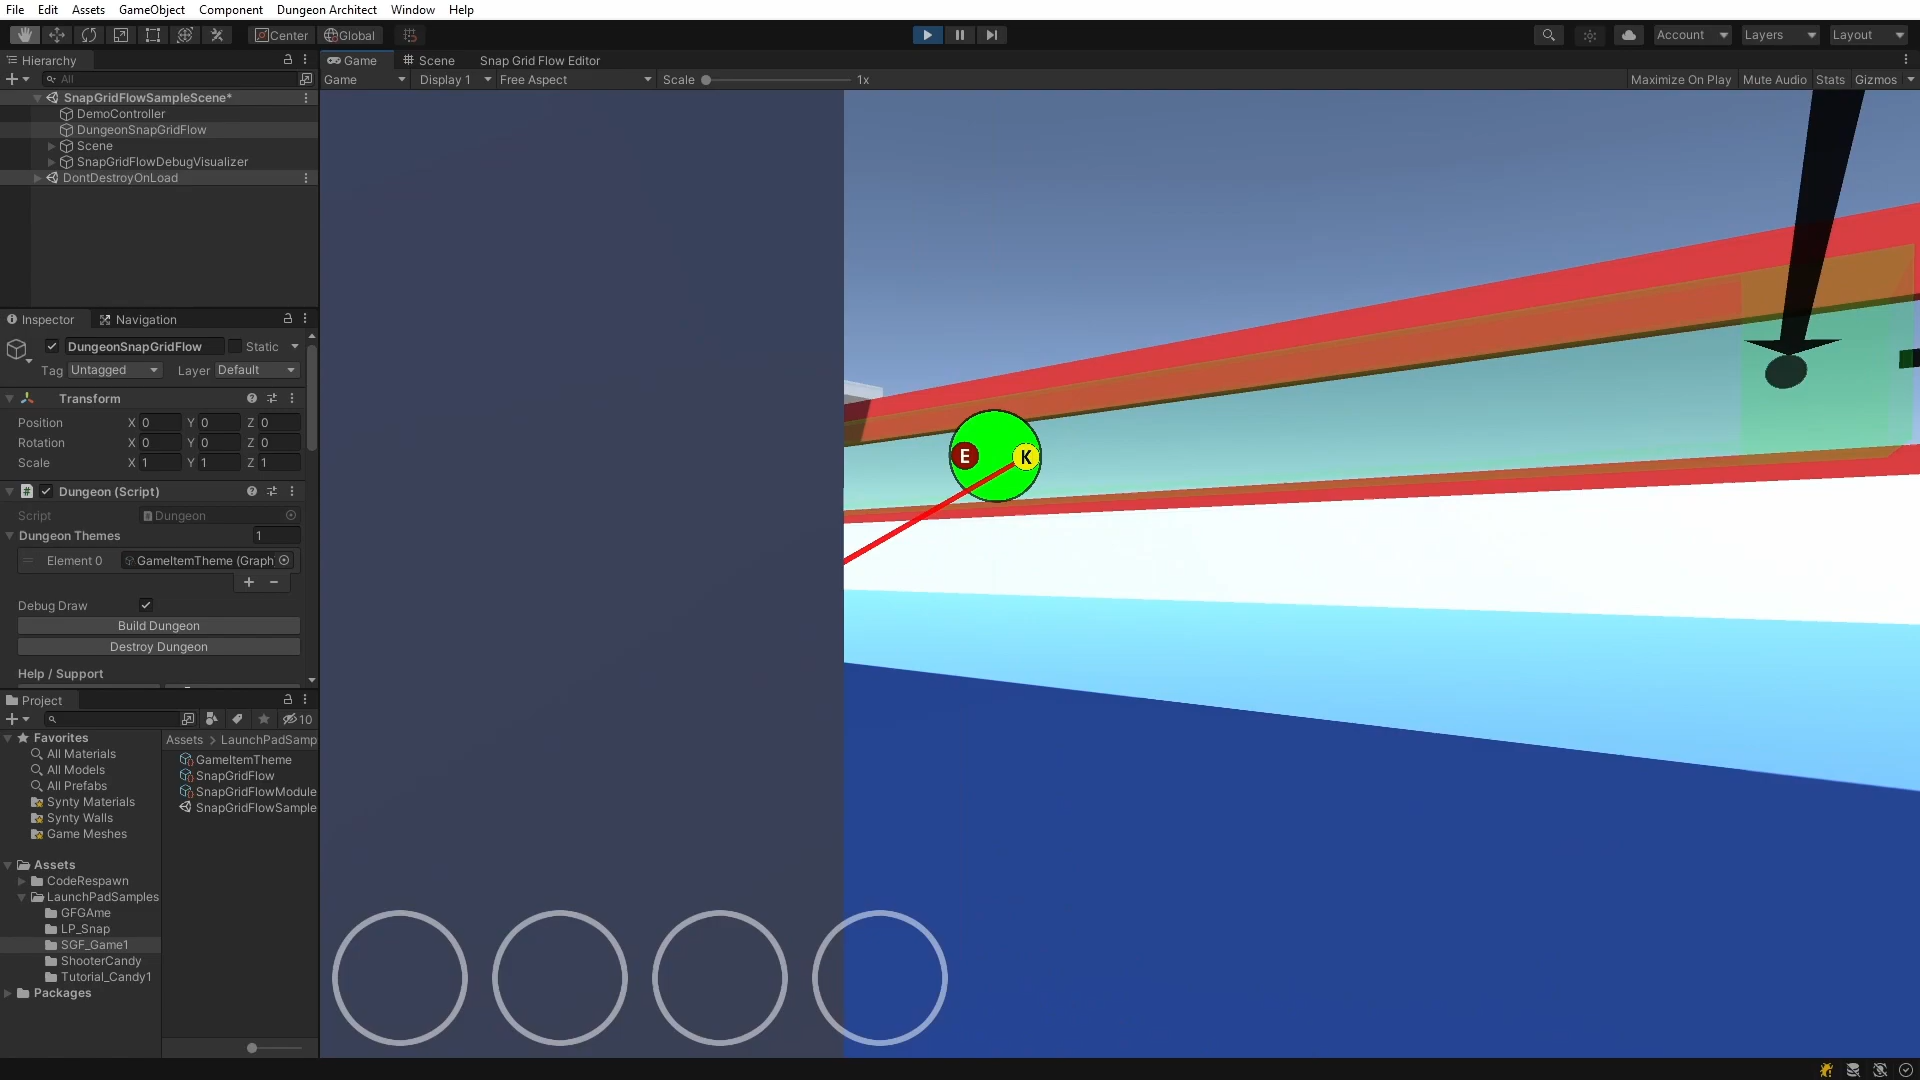 File Edit Assets GameObject Component Dungeon Architect Window Help
Center Global Account Layers Layout
Hierarchy
All
SnapGridFlowSampleScene*
DemoController
DungeonSnapGridFlow
Scene
SnapGridFlowDebugVisualizer
DontDestroyOnLoad
Inspector Navigation
DungeonSnapGridFlow Static
Tag Untagged Layer Default
Transform
Position X 0 Y 0 Z 0
Rotation X 0 Y 0 Z 0
Scale X 1 Y 1 Z 1
Dungeon (Script)
Script Dungeon
Dungeon Themes 1
Element 0 GameItemTheme (Graph
Debug Draw
Build Dungeon
Destroy Dungeon
Help / Support
Project
10
Favorites
All Materials
All Models
All Prefabs
Synty Materials
Synty Walls
Game Meshes
Assets
CodeRespawn
LaunchPadSamples
GFGAme
LP_Snap
SGF_Game1
ShooterCandy
Tutorial_Candy1
Packages
Assets > LaunchPadSamp
GameItemTheme
SnapGridFlow
SnapGridFlowModule
SnapGridFlowSample
Game Scene Snap Grid Flow Editor
Game Display 1 Free Aspect Scale 1x Maximize On Play Mute Audio Stats Gizmos
E K